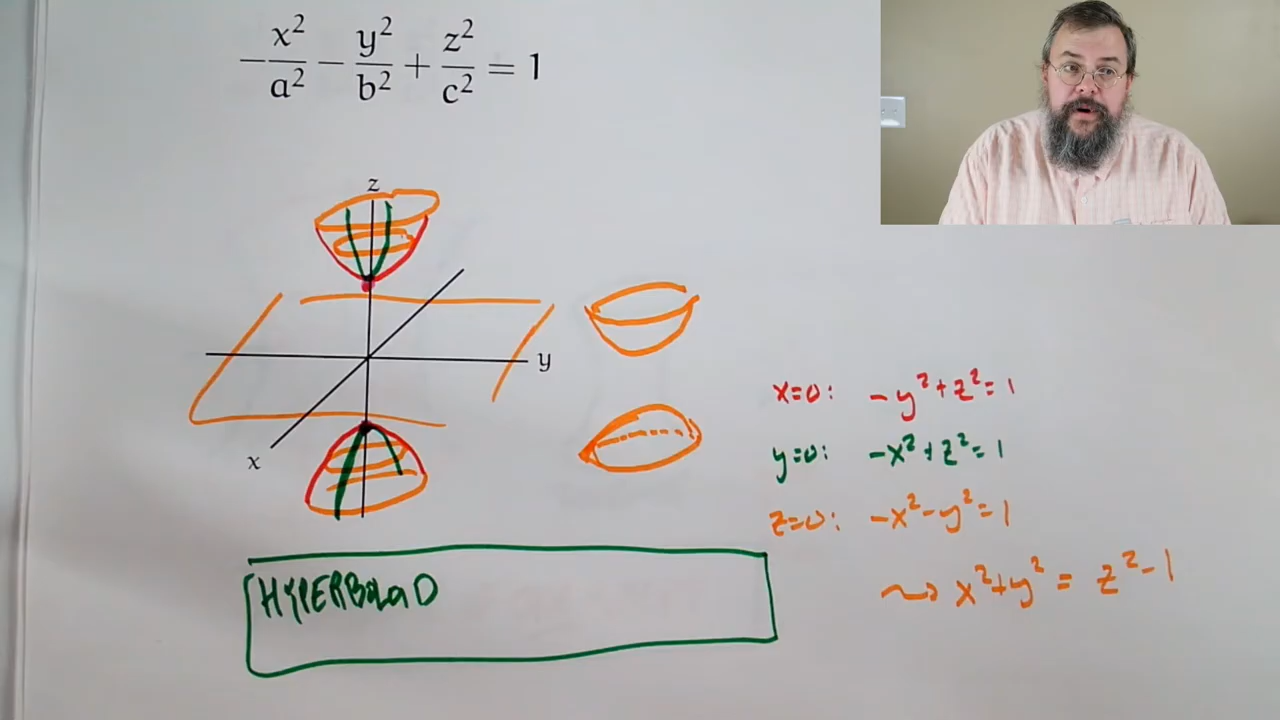 -x²/a² - y²/b² + z²/c² = 1
z
y
x
x=0: -y²+z²=1
y=0: -x²+z²=1
z=0: -x²-y²=1
⇝ x²+y² = z²-1
HYPERBOLOID